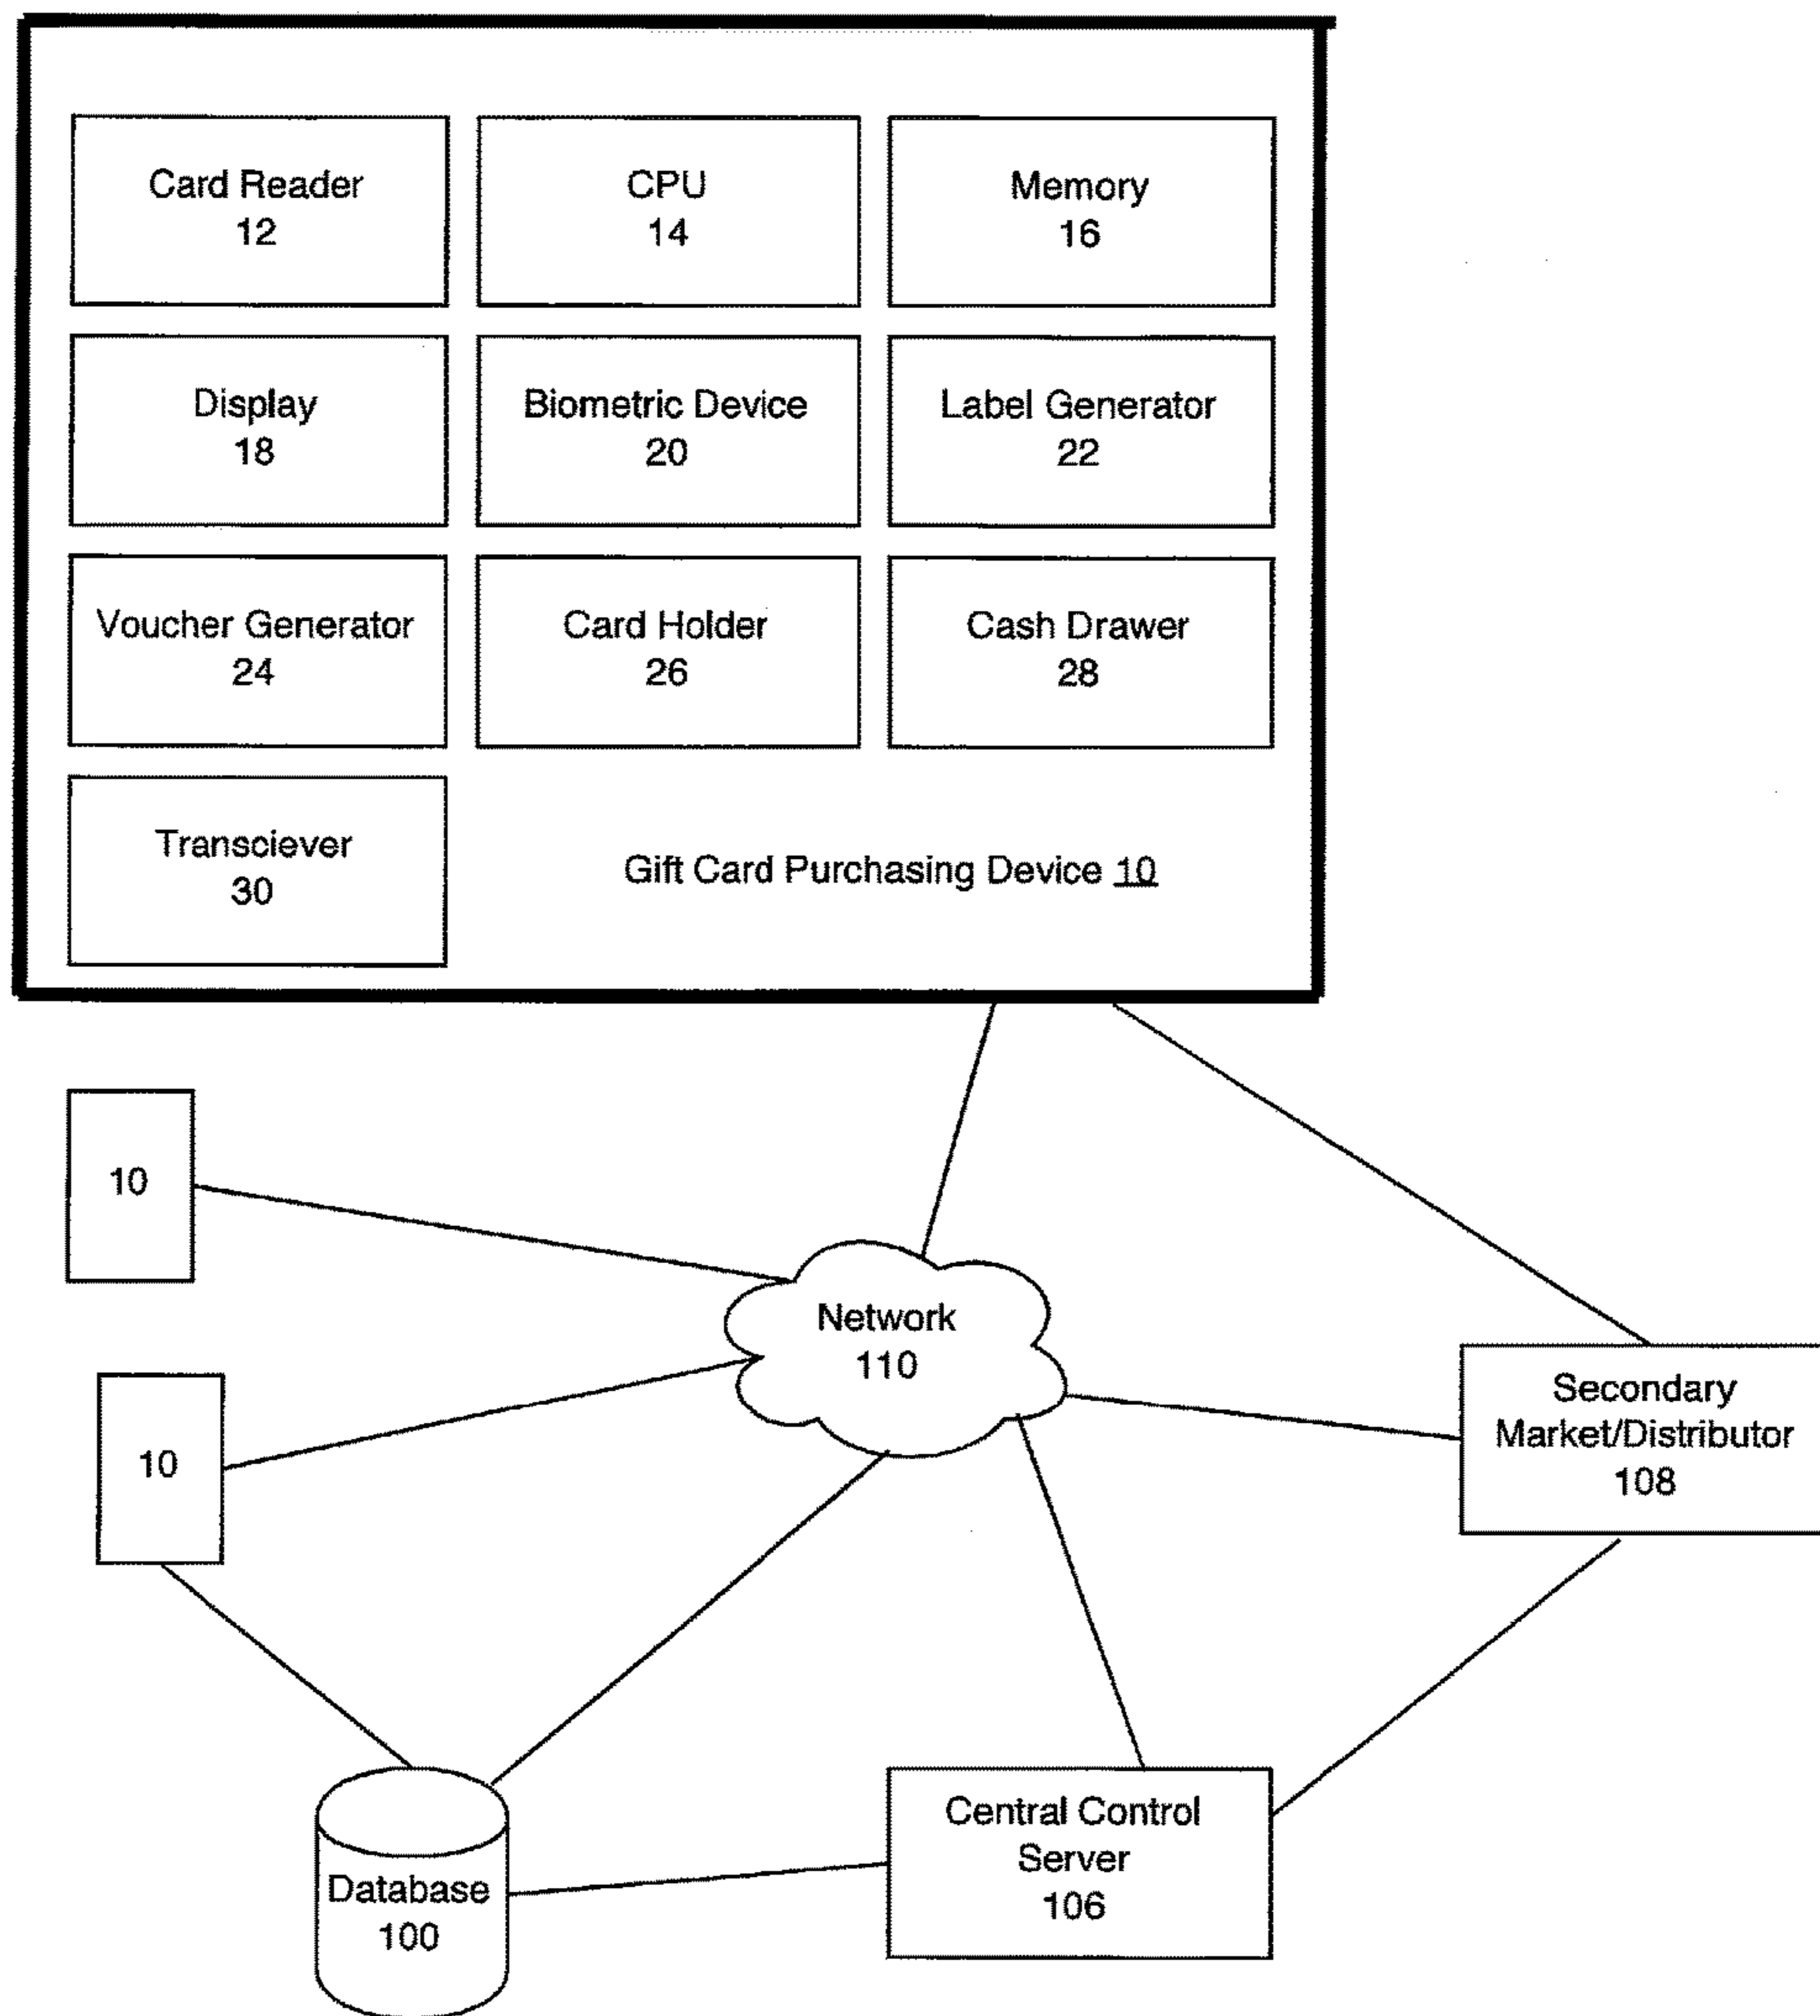 Card Reader
12
CPU
14
Memory
16
Display
18
Biometric Device
20
Label Generator
22
Voucher Generator
24
Card Holder
26
Cash Drawer
28
Transciever
30
Gift Card Purchasing Device 10
10
Network
110
Secondary
Market/Distributor
108
10
Central Control
Server
106
Database
100